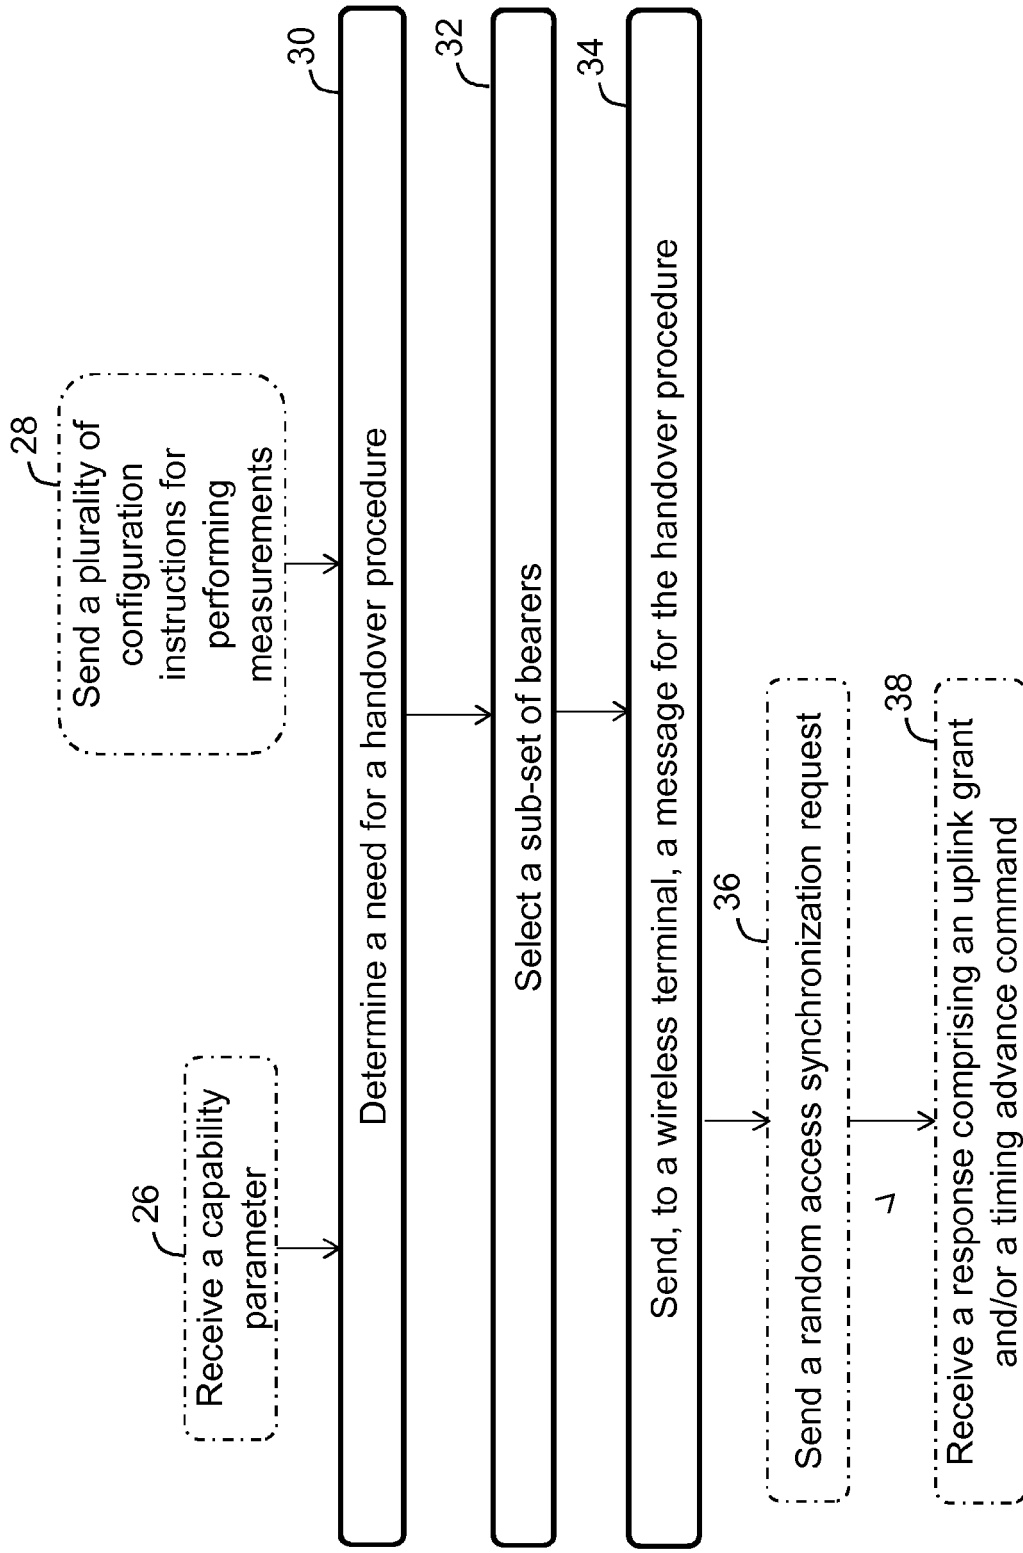 26
Receive a capability
parameter
28
Send a plurality of
configuration
instructions for
performing
measurements
30
Determine a need for a handover procedure
32
Select a sub-set of bearers
34
Send, to a wireless terminal, a message for the handover procedure
36
Send a random access synchronization request
38
Receive a response comprising an uplink grant
and/or a timing advance command